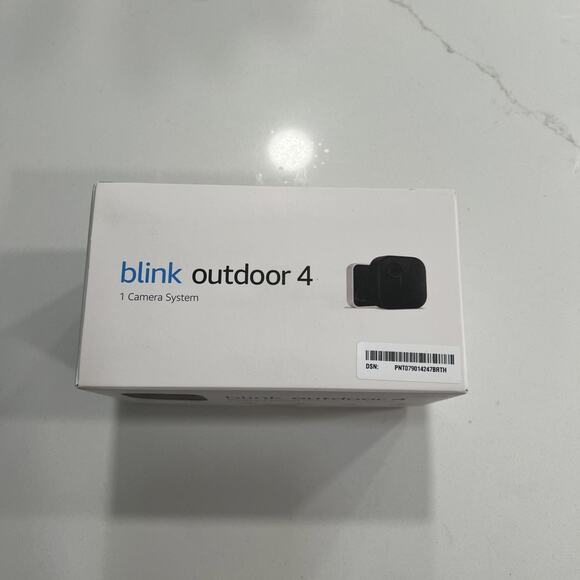 blink outdoor 4
1 Camera System
DSN: PNT079014247BRTH
blink outdoor 4